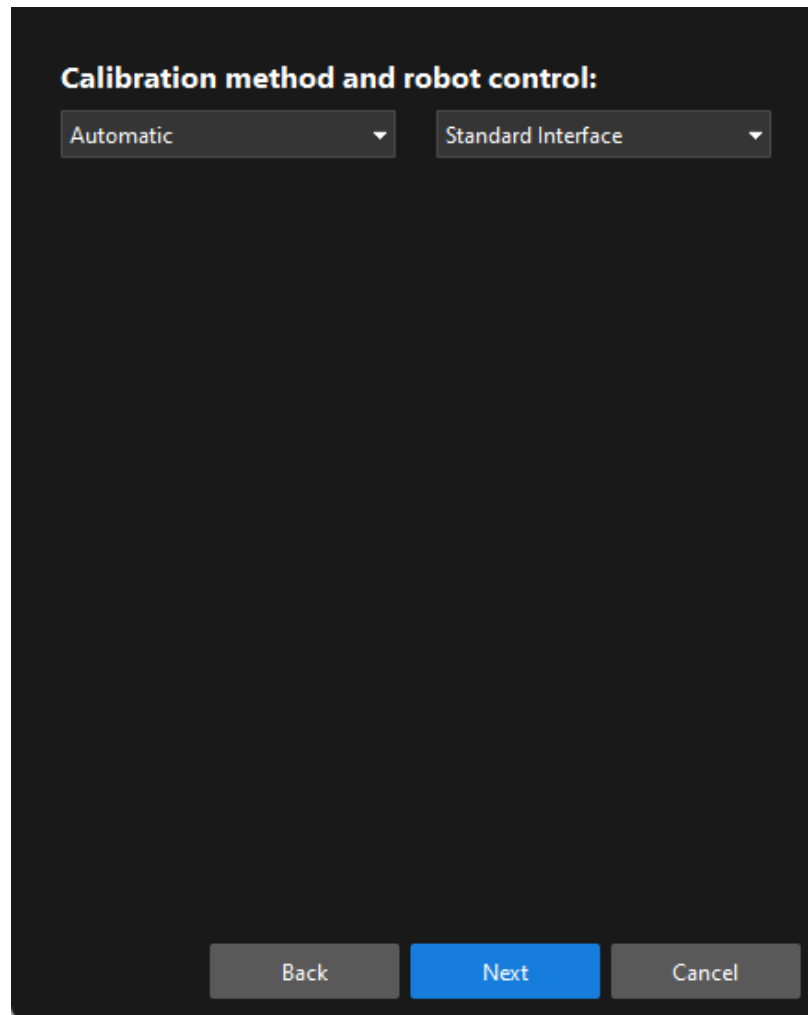 Calibration method and robot control:
Automatic Standard Interface
Back Next Cancel